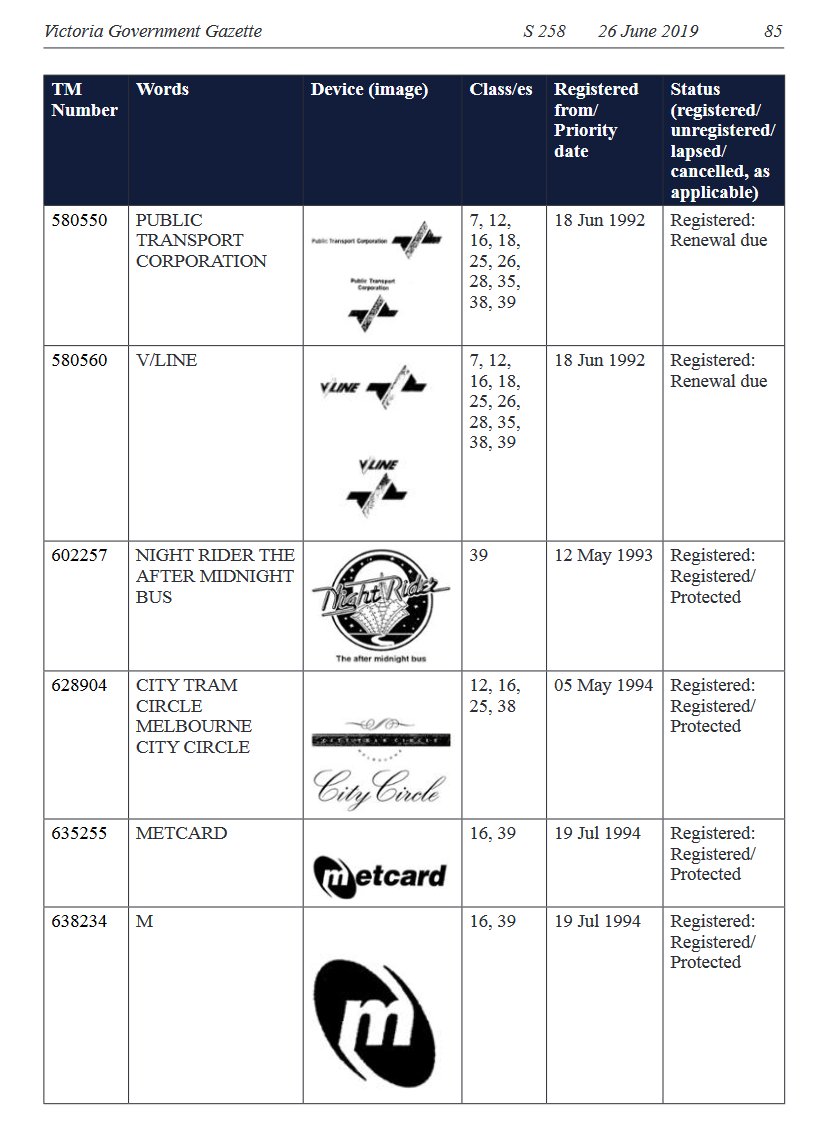 Victoria Government Gazette S 258 26 June 2019 85
TM Number Words Device (image) Class/es Registered from/ Priority date Status (registered/ unregistered/ lapsed/ cancelled, as applicable)
580550
PUBLIC
TRANSPORT
CORPORATION
Public Transport Corporation
Public Transport
Corporation
7, 12,
16, 18,
25, 26,
28, 35,
38, 39
18 Jun 1992
Registered:
Renewal due
580560
V/LINE
V/LINE
V/LINE
7, 12,
16, 18,
25, 26,
28, 35,
38, 39
18 Jun 1992
Registered:
Renewal due
602257
NIGHT RIDER THE
AFTER MIDNIGHT
BUS
Night Rider
The after midnight bus
39
12 May 1993
Registered:
Registered/
Protected
628904
CITY TRAM
CIRCLE
MELBOURNE
CITY CIRCLE
CITY TRAM CIRCLE
MELBOURNE
City Circle
12, 16,
25, 38
05 May 1994
Registered:
Registered/
Protected
635255
METCARD
metcard
16, 39
19 Jul 1994
Registered:
Registered/
Protected
638234
M
m
16, 39
19 Jul 1994
Registered:
Registered/
Protected